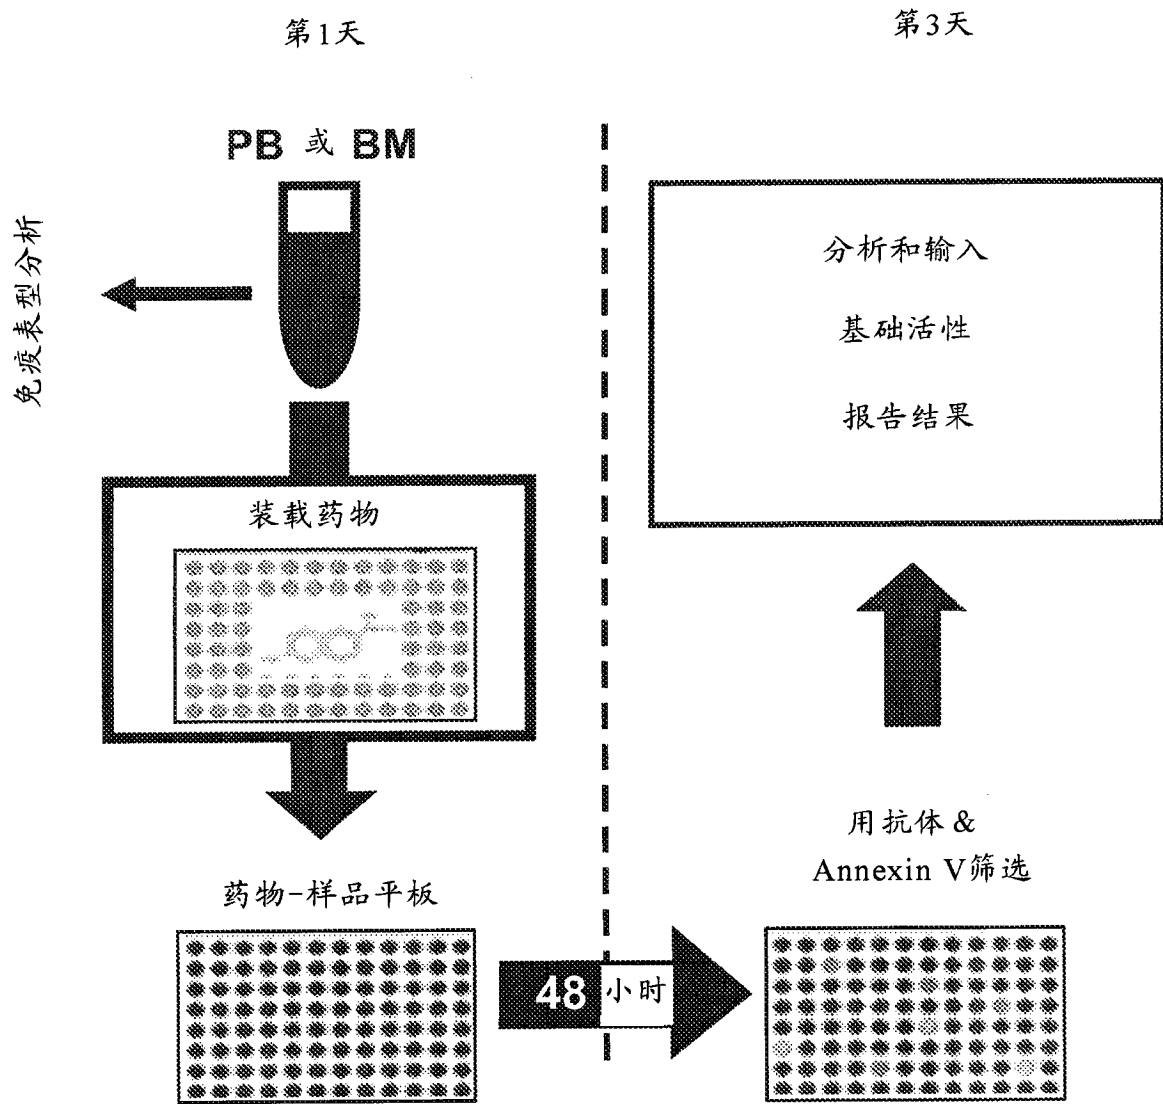 第1天
第3天
PB 或 BM
免疫表型分析
装载药物
药物-样品平板
48 小时
用抗体 &
Annexin V筛选
分析和输入
基础活性
报告结果